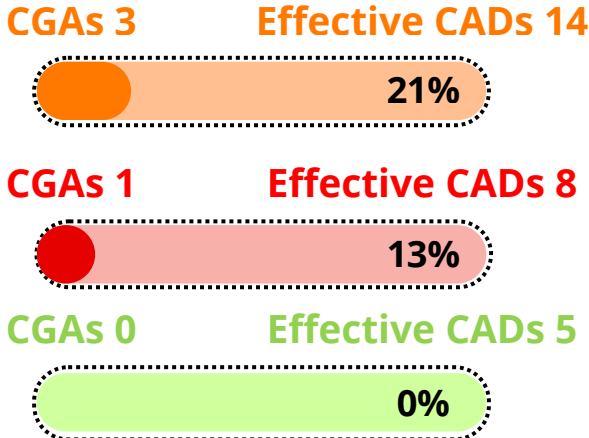 CGAs 3 Effective CADs 14
21%
CGAs 1 Effective CADs 8
13%
CGAs 0 Effective CADs 5
0%